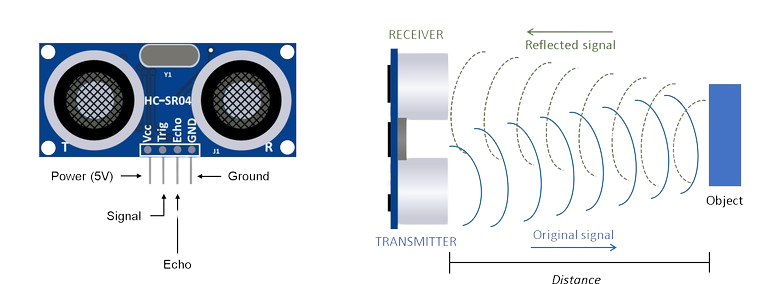 Y1
HC-SR04
Vcc
Trig
Echo
GND
T
J1
R
Power (5V)
Ground
Signal
Echo
RECEIVER
Reflected signal
Object
TRANSMITTER
Original signal
Distance